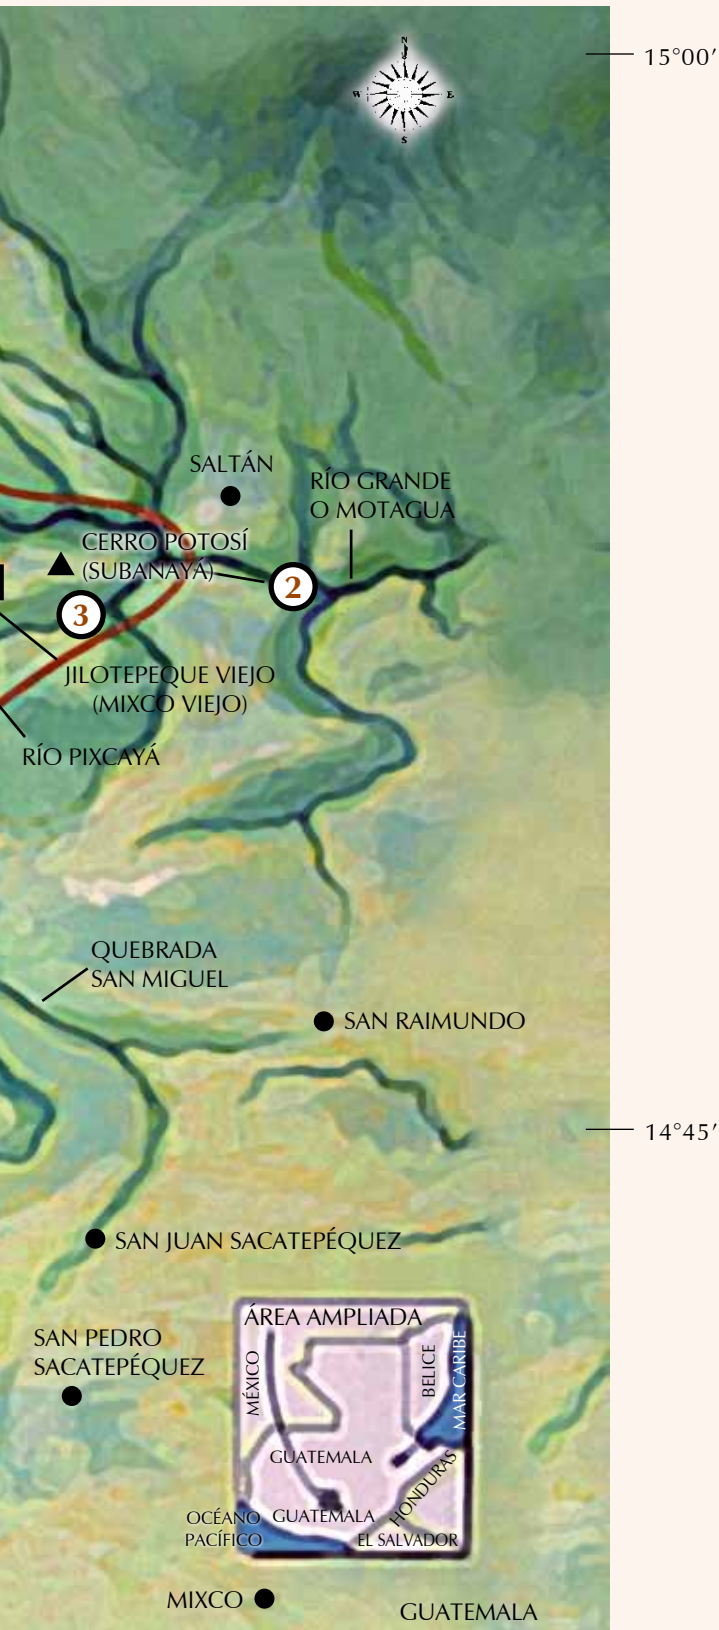 N
W E
S
15°00′
SALTÁN
RÍO GRANDE
O MOTAGUA
CERRO POTOSÍ
(SUBANAYÁ)
2
3
JILOTEPEQUE VIEJO
(MIXCO VIEJO)
RÍO PIXCAYÁ
QUEBRADA
SAN MIGUEL
SAN RAIMUNDO
14°45′
SAN JUAN SACATEPÉQUEZ
SAN PEDRO
SACATEPÉQUEZ
ÁREA AMPLIADA
MÉXICO
BELICE
MAR CARIBE
GUATEMALA
HONDURAS
GUATEMALA
OCÉANO
PACÍFICO
EL SALVADOR
MIXCO
GUATEMALA